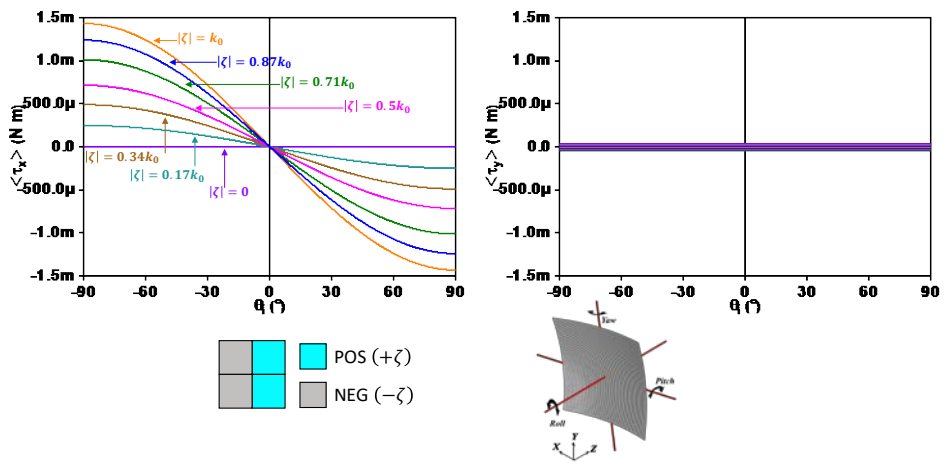 1.5m
1.0m
500.0μ
0.0
-500.0μ
-1.0m
-1.5m
<τx> (N m)
|ζ| = k₀
|ζ| = 0.87k₀
|ζ| = 0.71k₀
|ζ| = 0.5k₀
|ζ| = 0.34k₀
|ζ| = 0.17k₀
|ζ| = 0
-90 -60 -30 0 30 60 90
θi (°)
1.5m
1.0m
500.0μ
0.0
-500.0μ
-1.0m
-1.5m
<τy> (N m)
-90 -60 -30 0 30 60 90
θi (°)
POS (+ζ)
NEG (−ζ)
Yaw
Pitch
Roll
Y
X Z